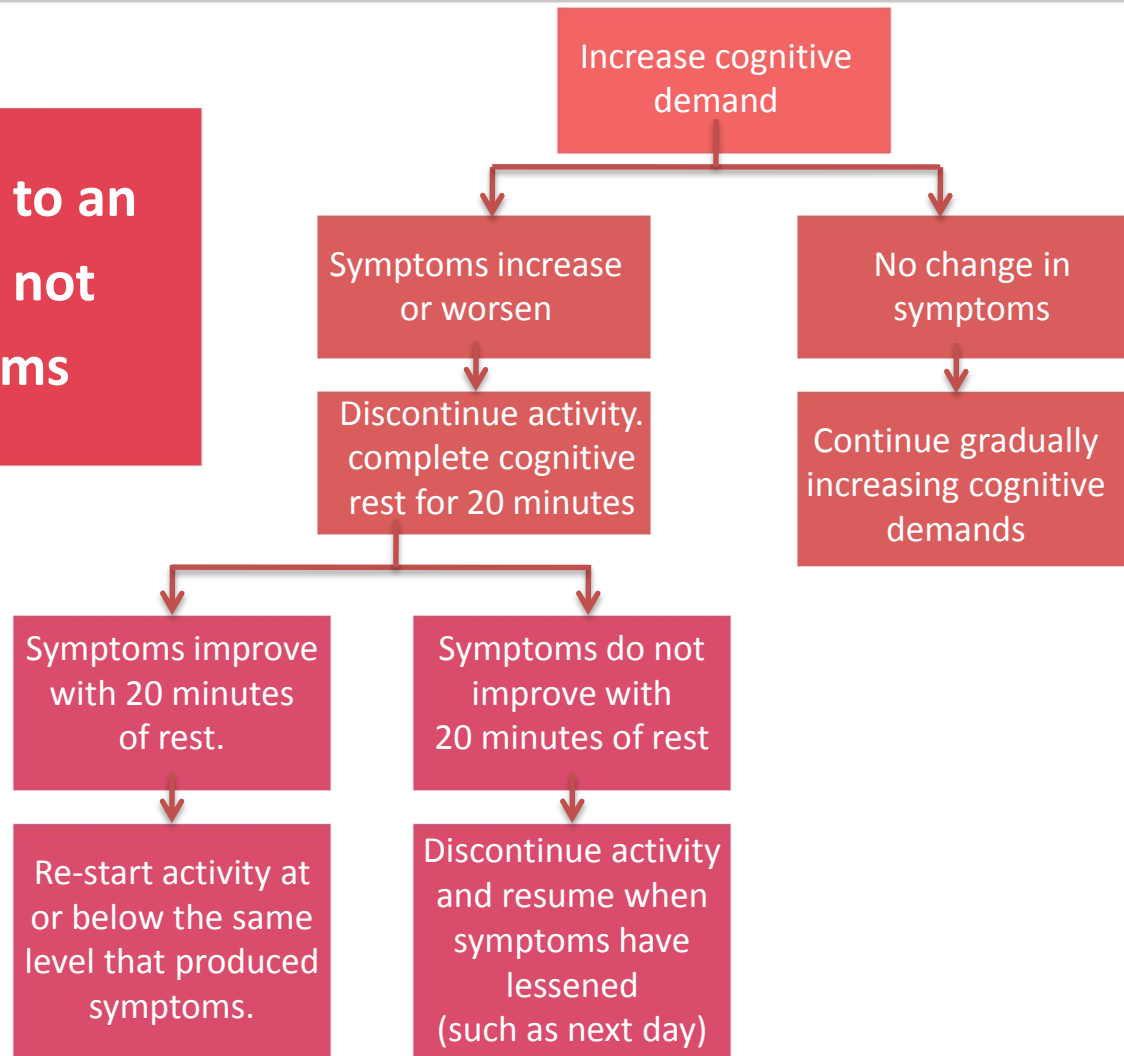 Increase cognitive
demand
to an
not
ms
Symptoms increase
or worsen
No change in
symptoms
Discontinue activity.
complete cognitive
rest for 20 minutes
Continue gradually
increasing cognitive
demands
Symptoms improve
with 20 minutes
of rest.
Symptoms do not
improve with
20 minutes of rest
Re-start activity at
or below the same
level that produced
symptoms.
Discontinue activity
and resume when
symptoms have
lessened
(such as next day)